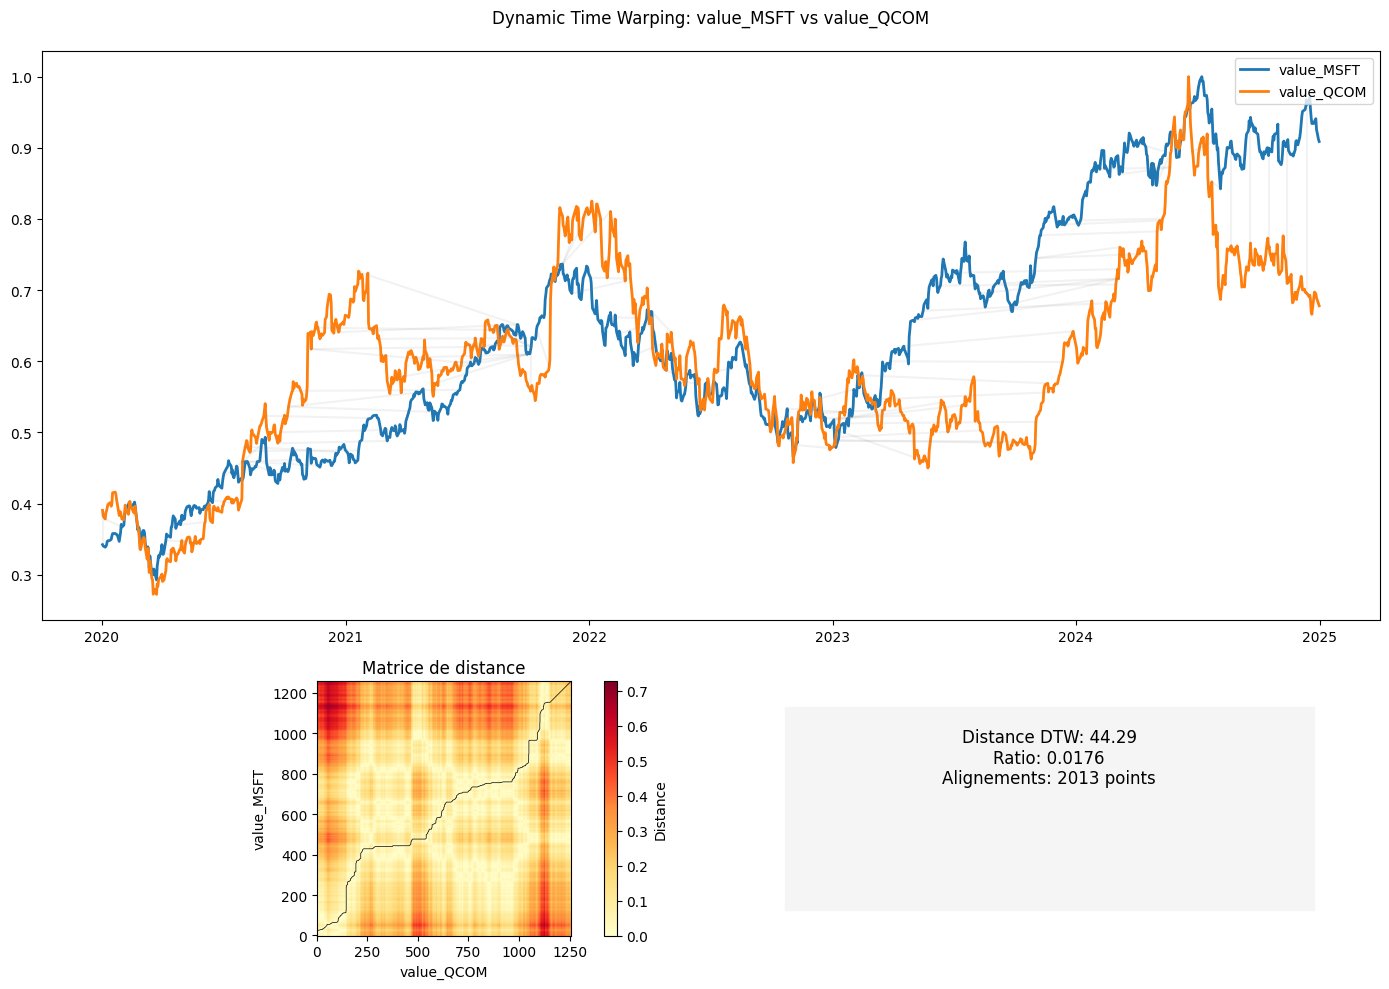 Dynamic Time Warping: value_MSFT vs value_QCOM
value_MSFT
value_QCOM
1.0
0.9
0.8
0.7
0.6
0.5
0.4
0.3
2020 2021 2022 2023 2024 2025
Matrice de distance
value_MSFT
1200
1000
800
600
400
200
0
0 250 500 750 1000 1250
value_QCOM
0.7
0.6
0.5
0.4
0.3
0.2
0.1
0.0
Distance
Distance DTW: 44.29
Ratio: 0.0176
Alignements: 2013 points